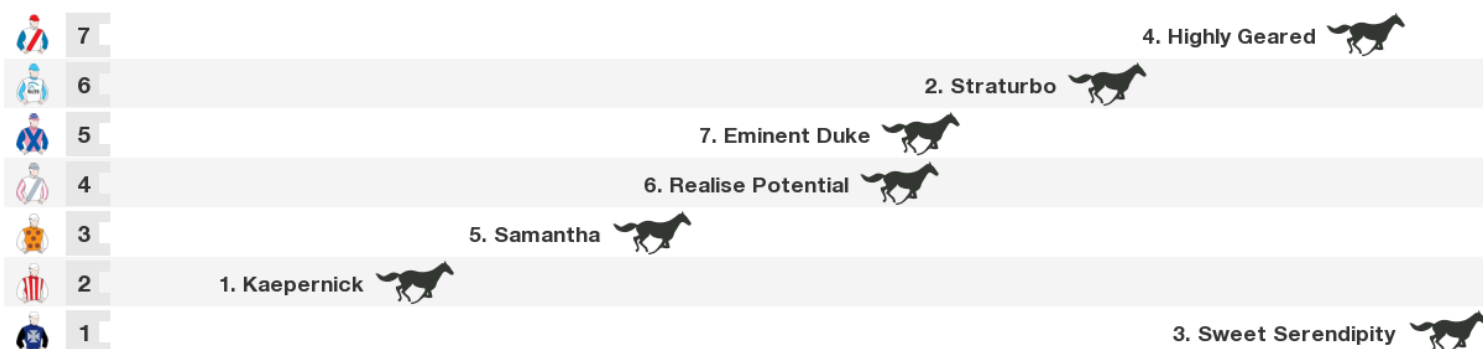 7 4. Highly Geared
6 2. Straturbo
5 7. Eminent Duke
4 6. Realise Potential
3 5. Samantha
2 1. Kaepernick
1 3. Sweet Serendipity